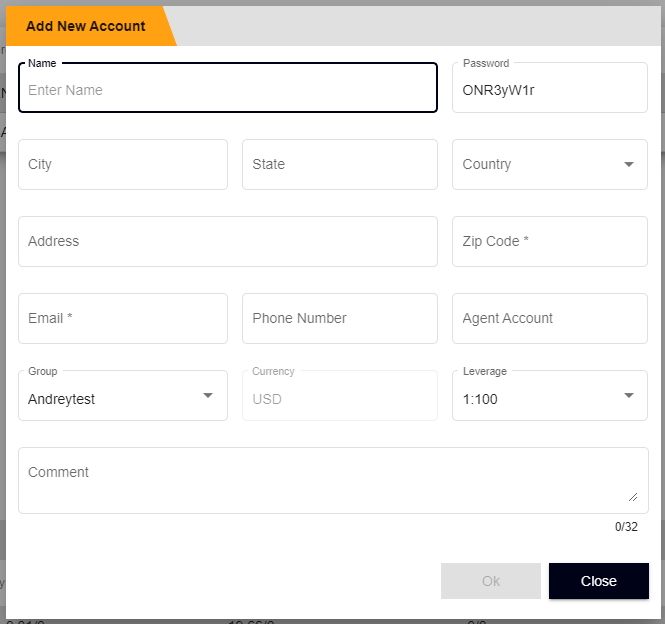 Add New Account
Name
Enter Name
Password
ONR3yW1r
City
State
Country
Address
Zip Code *
Email *
Phone Number
Agent Account
Group
Andreytest
Currency
USD
Leverage
1:100
Comment
0/32
Ok
Close